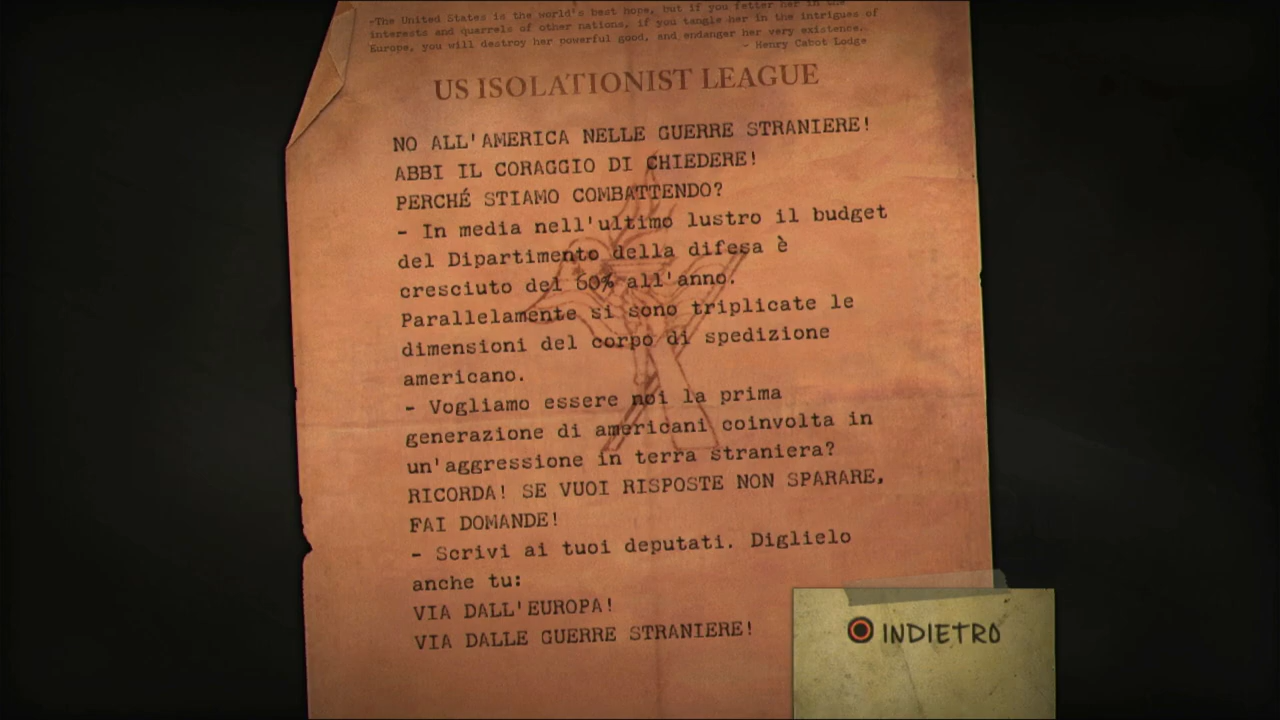 -The United States is the world's best hope, but if you fetter her in the
interests and quarrels of other nations, if you tangle her in the intrigues of
Europe, you will destroy her powerful good, and endanger her very existence.
- Henry Cabot Lodge
US ISOLATIONIST LEAGUE
NO ALL'AMERICA NELLE GUERRE STRANIERE!
ABBI IL CORAGGIO DI CHIEDERE!
PERCHÉ STIAMO COMBATTENDO?
- In media nell'ultimo lustro il budget
del Dipartimento della difesa è
cresciuto del 60% all'anno.
Parallelamente si sono triplicate le
dimensioni del corpo di spedizione
americano.
- Vogliamo essere noi la prima
generazione di americani coinvolta in
un'aggressione in terra straniera?
RICORDA! SE VUOI RISPOSTE NON SPARARE,
FAI DOMANDE!
- Scrivi ai tuoi deputati. Diglielo
anche tu:
VIA DALL'EUROPA!
VIA DALLE GUERRE STRANIERE!
INDIETRO